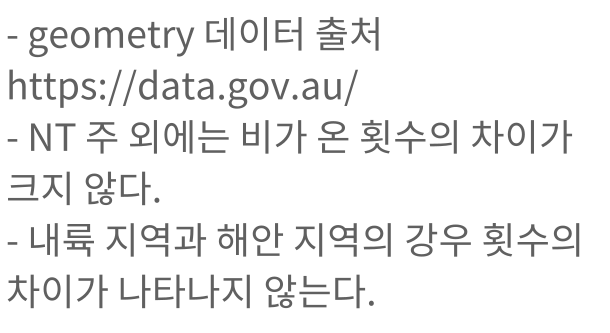 - geometry 데이터 출처
https://data.gov.au/
- NT 주 외에는 비가 온 횟수의 차이가
크지 않다.
- 내륙 지역과 해안 지역의 강우 횟수의
차이가 나타나지 않는다.